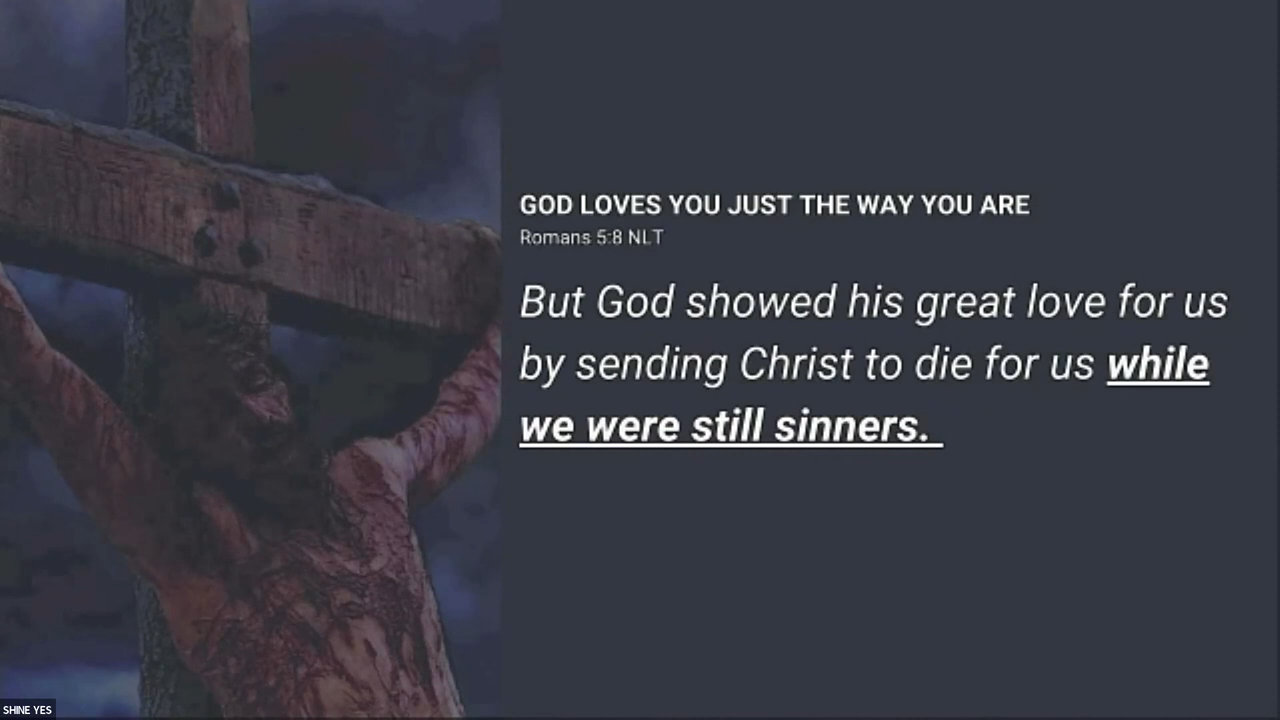 GOD LOVES YOU JUST THE WAY YOU ARE
Romans 5:8 NLT
But God showed his great love for us
by sending Christ to die for us while
we were still sinners.
SHINE YES